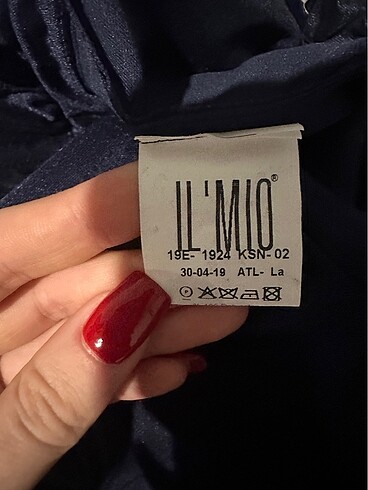 IL'MIO®
19E- 1924 KSN- 02
30-04-19 ATL- La
P